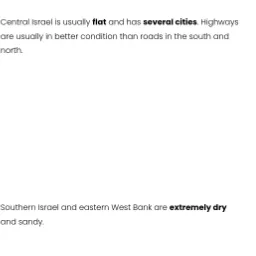 Central Israel is usually flat and has several cities. Highways
are usually in better condition than roads in the south and
north.
Southern Israel and eastern West Bank are extremely dry
and sandy.